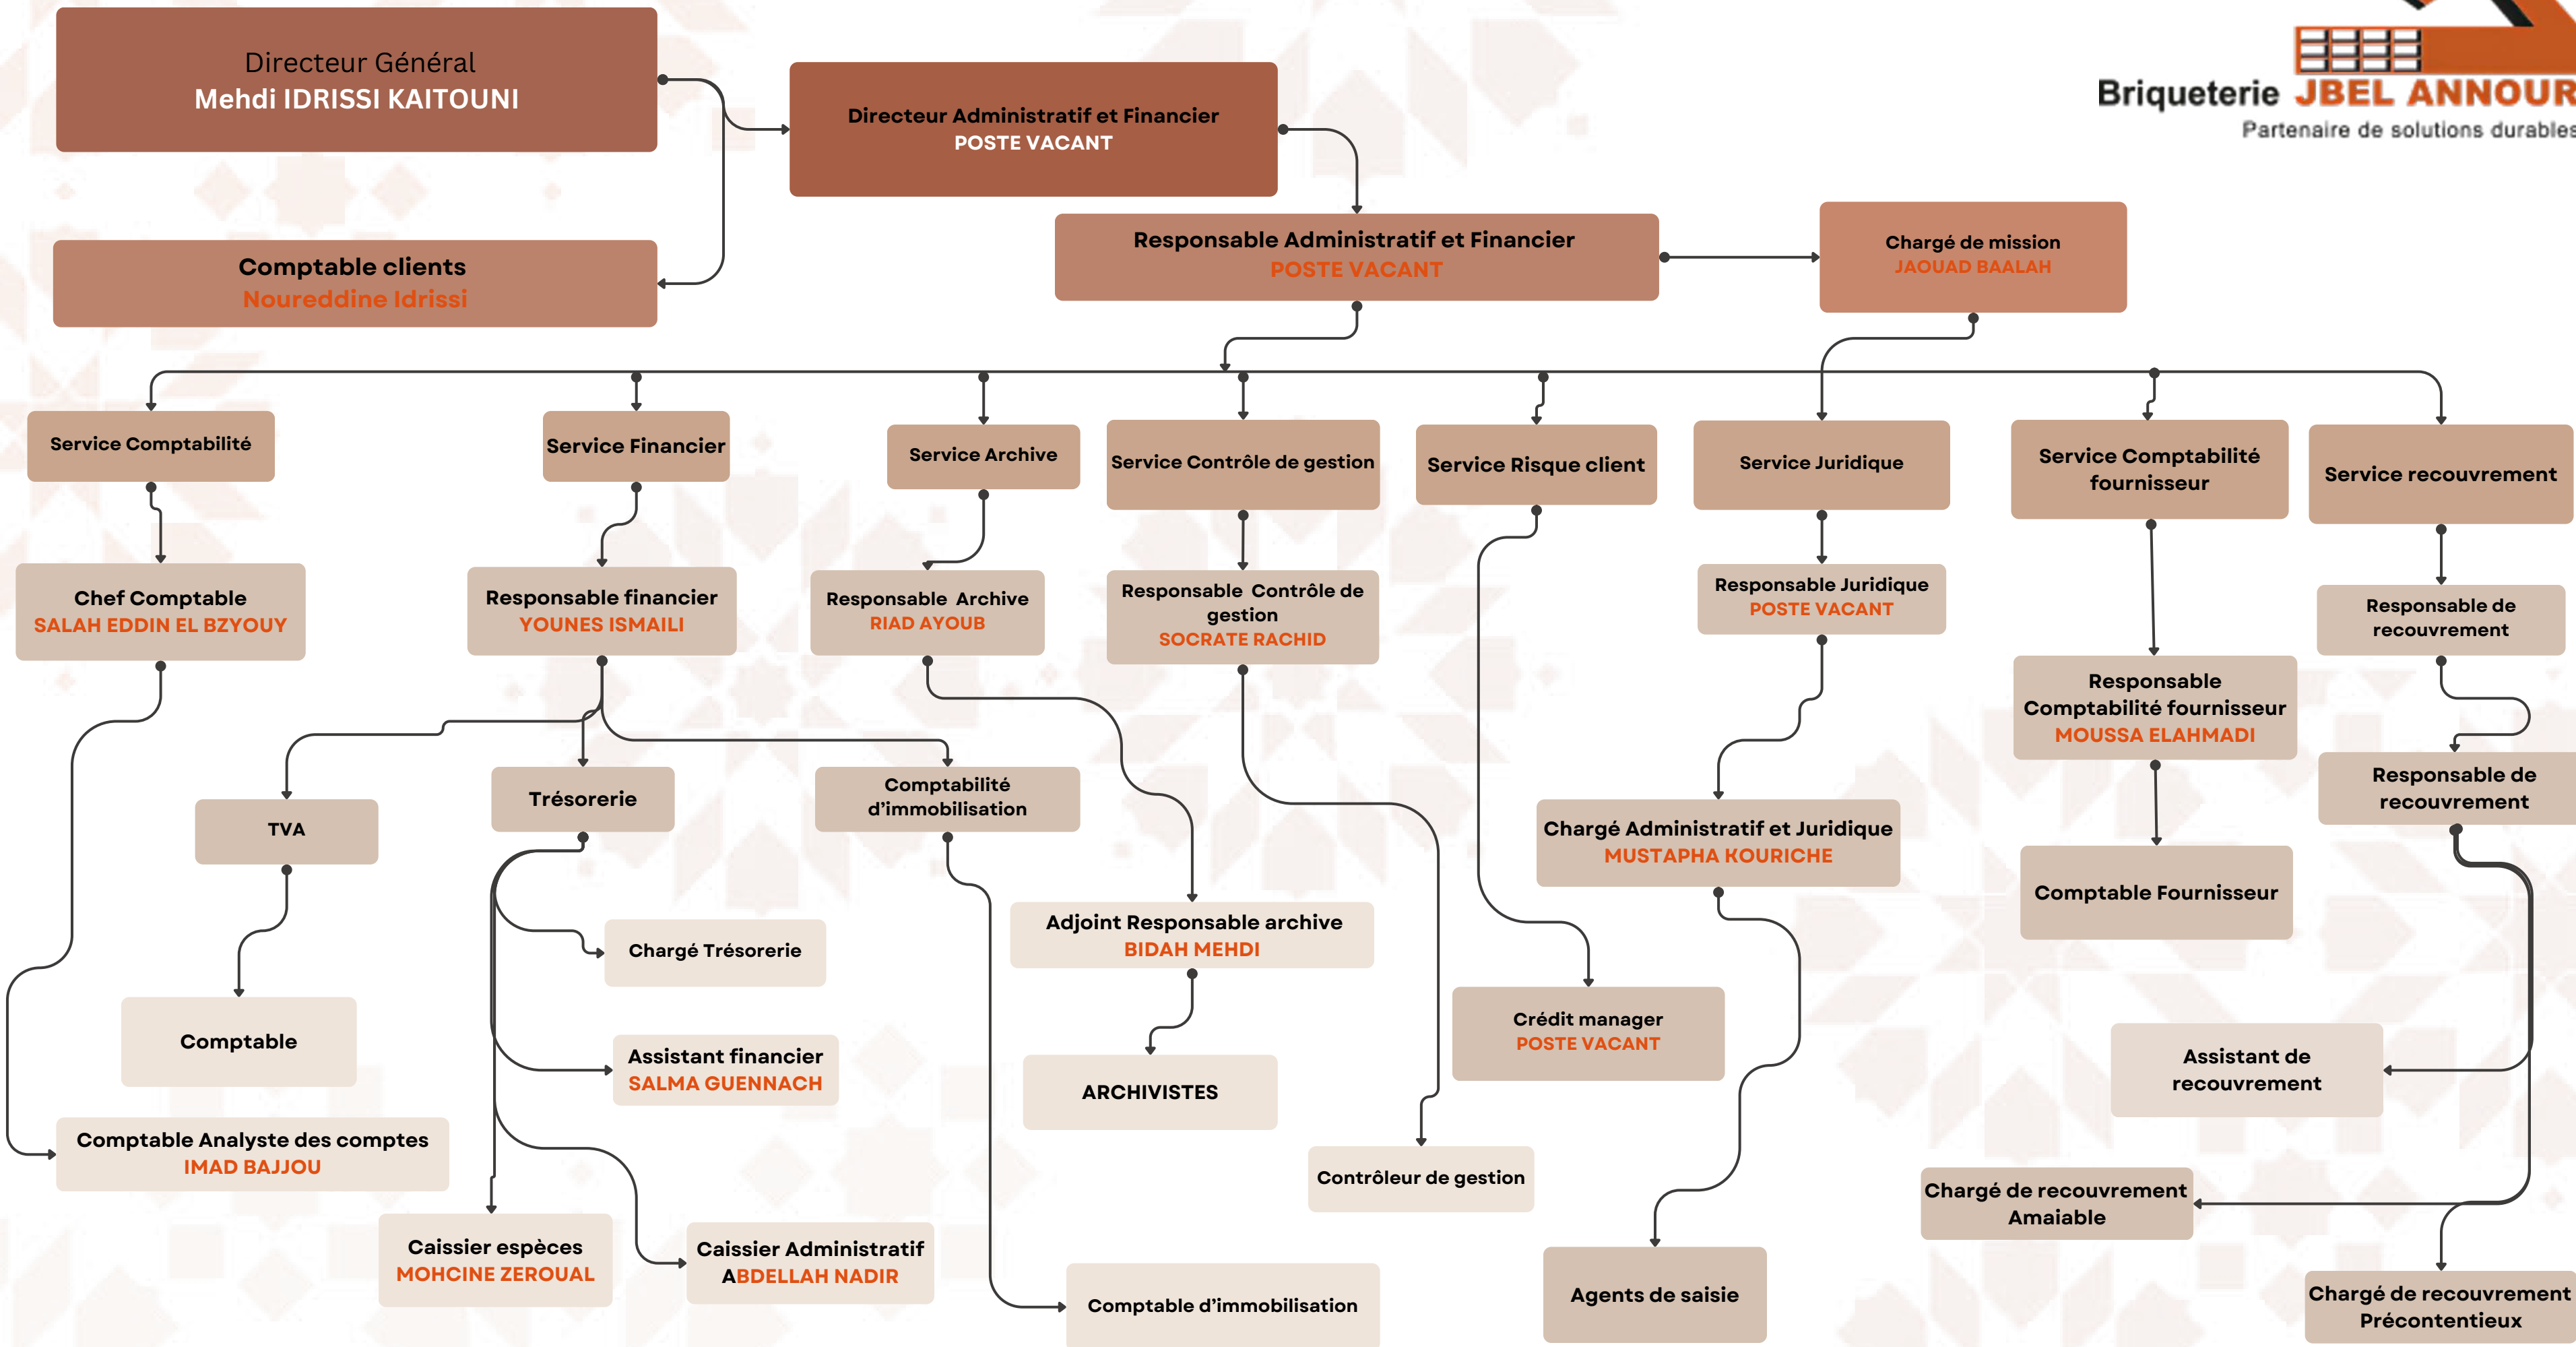 Directeur Général
Mehdi IDRISSI KAITOUNI
Directeur Administratif et Financier
POSTE VACANT
Briqueterie JBEL ANNOUR
Partenaire de solutions durables
Comptable clients
Noureddine Idrissi
Responsable Administratif et Financier
POSTE VACANT
Chargé de mission
JAOUAD BAALAH
Service Comptabilité
Service Financier
Service Archive
Service Contrôle de gestion
Service Risque client
Service Juridique
Service Comptabilité
fournisseur
Service recouvrement
Chef Comptable
SALAH EDDIN EL BZYOUY
Responsable financier
YOUNES ISMAILI
Responsable Archive
RIAD AYOUB
Responsable Contrôle de
gestion
SOCRATE RACHID
Responsable Juridique
POSTE VACANT
Responsable de
recouvrement
Responsable
Comptabilité fournisseur
MOUSSA ELAHMADI
Responsable de
recouvrement
TVA
Trésorerie
Comptabilité
d’immobilisation
Chargé Administratif et Juridique
MUSTAPHA KOURICHE
Comptable Fournisseur
Chargé Trésorerie
Adjoint Responsable archive
BIDAH MEHDI
Comptable
Assistant financier
SALMA GUENNACH
ARCHIVISTES
Crédit manager
POSTE VACANT
Assistant de
recouvrement
Comptable Analyste des comptes
IMAD BAJJOU
Contrôleur de gestion
Chargé de recouvrement
Amaiable
Caissier espèces
MOHCINE ZEROUAL
Caissier Administratif
ABDELLAH NADIR
Comptable d’immobilisation
Agents de saisie
Chargé de recouvrement
Précontentieux